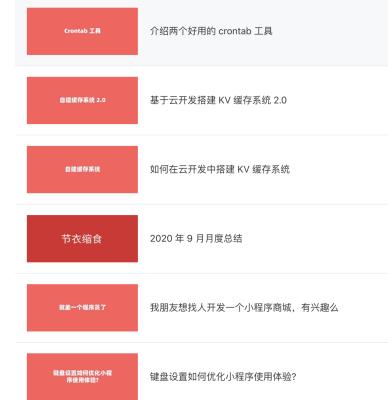 Crontab 工具
介绍两个好用的 crontab 工具
自建缓存系统 2.0
基于云开发搭建 KV 缓存系统 2.0
自建缓存系统
如何在云开发中搭建 KV 缓存系统
节衣缩食
2020 年 9 月月度总结
就差一个程序员了
我朋友想找人开发一个小程序商城，有兴趣么
键盘设置如何优化小程
序使用体验?
键盘设置如何优化小程序使用体验?